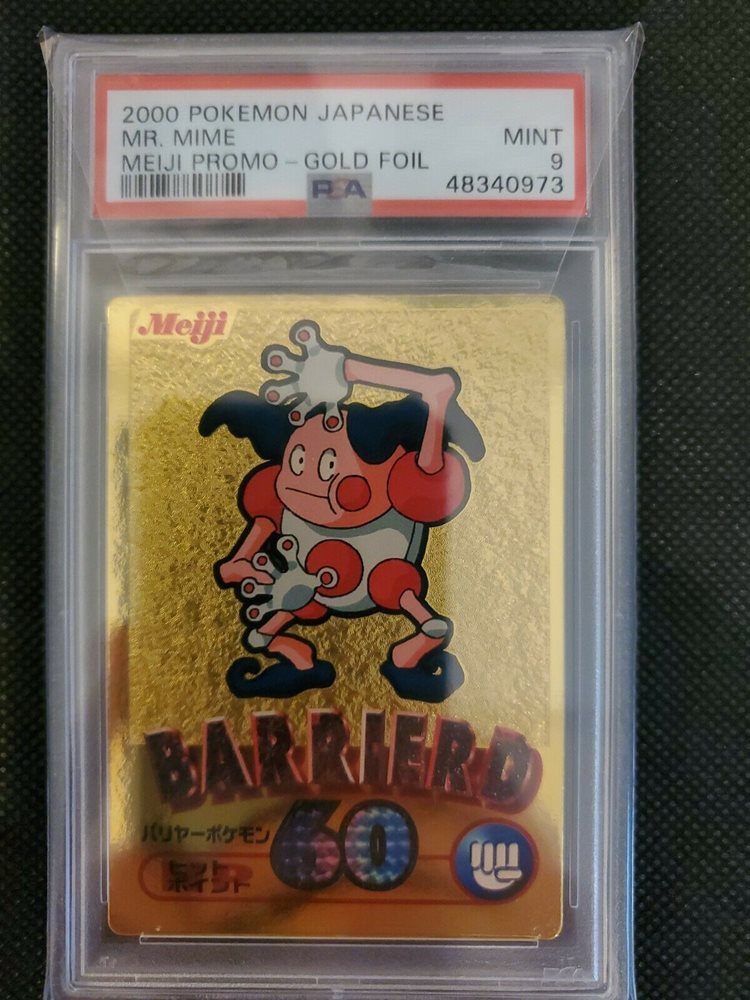 2000 POKEMON JAPANESE
MR. MIME MINT
MEIJI PROMO - GOLD FOIL 9
PSA 48340973
Meiji
BARRIERD
バリヤーポケモン 60
ヒット
ポイント